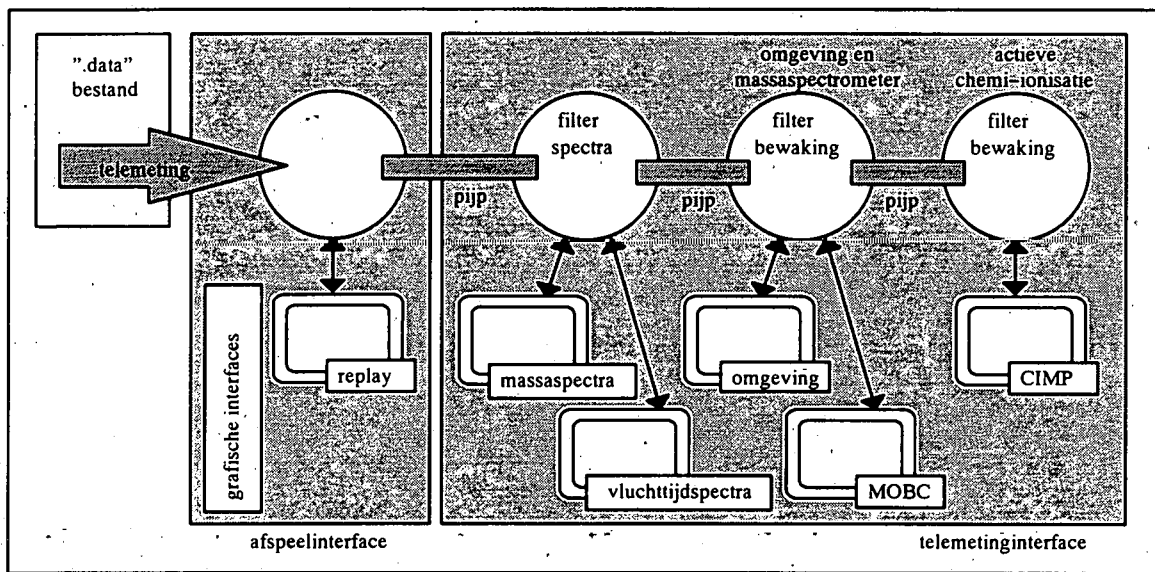 ".data"
bestand
telemeting
omgeving en
massaspectrometer
actieve
chemi-ionisatie
filter
spectra
filter
bewaking
filter
bewaking
pijp
pijp
pijp
grafische interfaces
replay
massaspectra
omgeving
CIMP
vluchttijdspectra
MOBC
afspeelinterface
telemetinginterface